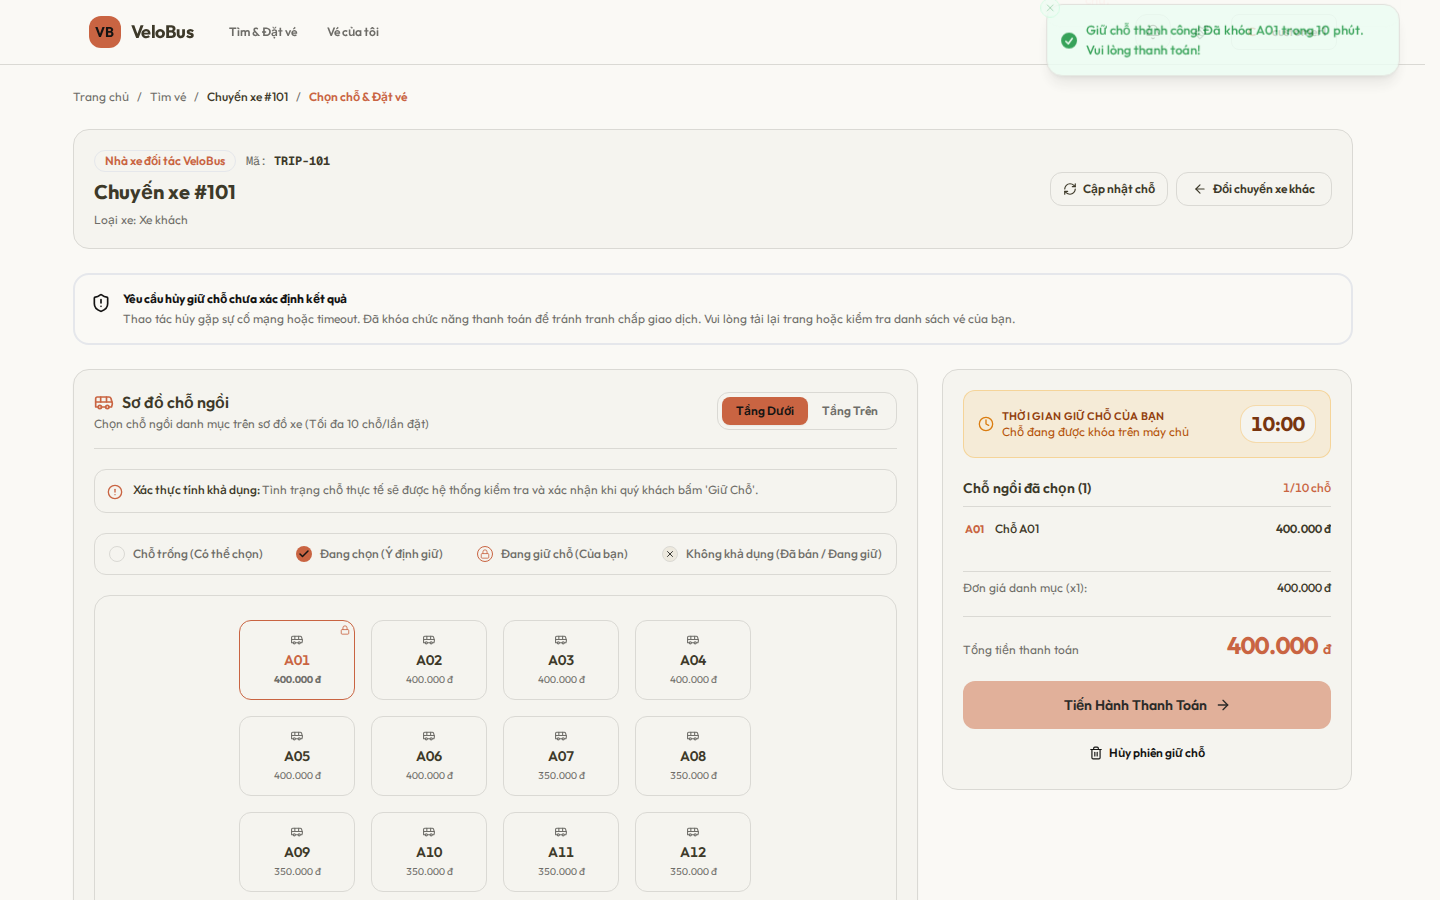 VB VeloBus Tìm & Đặt vé Vé của tôi
Giữ chỗ thành công! Đã khóa A01 trong 10 phút.
Vui lòng thanh toán!
Trang chủ / Tìm vé / Chuyến xe #101 / Chọn chỗ & Đặt vé
Nhà xe đối tác VeloBus Mã: TRIP-101
Chuyến xe #101
Loại xe: Xe khách
Cập nhật chỗ
Đổi chuyến xe khác
Yêu cầu hủy giữ chỗ chưa xác định kết quả
Thao tác hủy gặp sự cố mạng hoặc timeout. Đã khóa chức năng thanh toán để tránh tranh chấp giao dịch. Vui lòng tải lại trang hoặc kiểm tra danh sách vé của bạn.
Sơ đồ chỗ ngồi
Chọn chỗ ngồi danh mục trên sơ đồ xe (Tối đa 10 chỗ/lần đặt)
Tầng Dưới Tầng Trên
Xác thực tính khả dụng: Tình trạng chỗ thực tế sẽ được hệ thống kiểm tra và xác nhận khi quý khách bấm 'Giữ Chỗ'.
Chỗ trống (Có thể chọn) Đang chọn (Ý định giữ) Đang giữ chỗ (Của bạn) Không khả dụng (Đã bán / Đang giữ)
A01 A02 A03 A04
400.000 đ 400.000 đ 400.000 đ 400.000 đ
A05 A06 A07 A08
400.000 đ 400.000 đ 350.000 đ 350.000 đ
A09 A10 A11 A12
350.000 đ 350.000 đ 350.000 đ 350.000 đ
THỜI GIAN GIỮ CHỖ CỦA BẠN
Chỗ đang được khóa trên máy chủ
10:00
Chỗ ngồi đã chọn (1) 1/10 chỗ
A01 Chỗ A01 400.000 đ
Đơn giá danh mục (x1): 400.000 đ
Tổng tiền thanh toán 400.000 đ
Tiến Hành Thanh Toán
Hủy phiên giữ chỗ